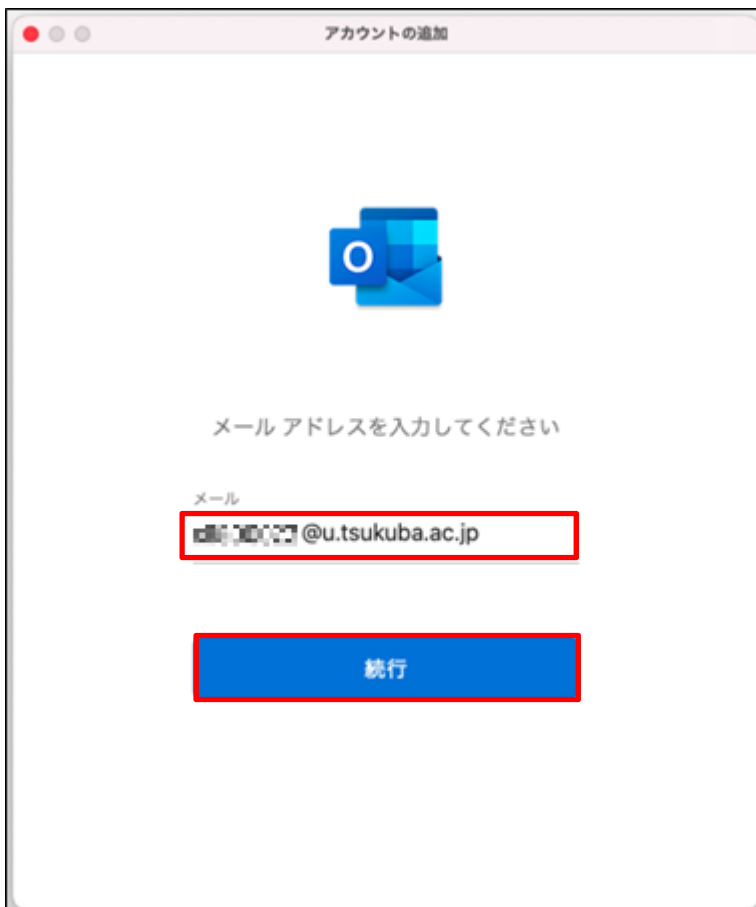 アカウントの追加
O
メール アドレスを入力してください
メール
@u.tsukuba.ac.jp
続行